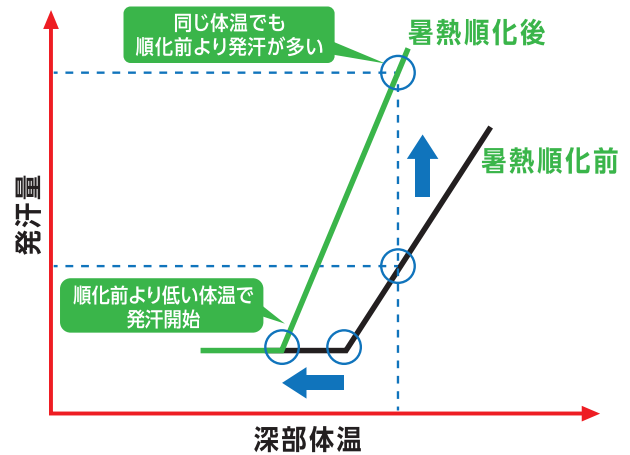 同じ体温でも
順化前より発汗が多い
暑熱順化後
暑熱順化前
発汗量
順化前より低い体温で
発汗開始
深部体温